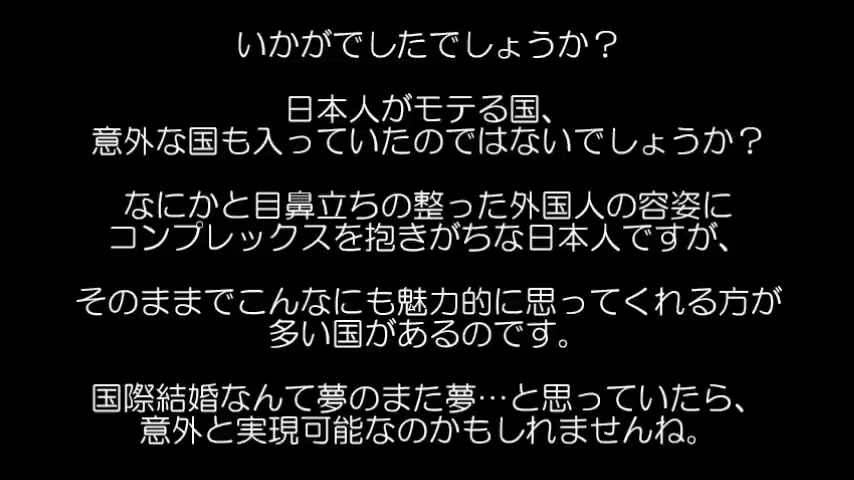 いかがでしたでしょうか？
日本人がモテる国、
意外な国も入っていたのではないでしょうか？
なにかと目鼻立ちの整った外国人の容姿に
コンプレックスを抱きがちな日本人ですが、
そのままでこんなにも魅力的に思ってくれる方が
多い国があるのです。
国際結婚なんて夢のまた夢…と思っていたら、
意外と実現可能なのかもしれませんね。